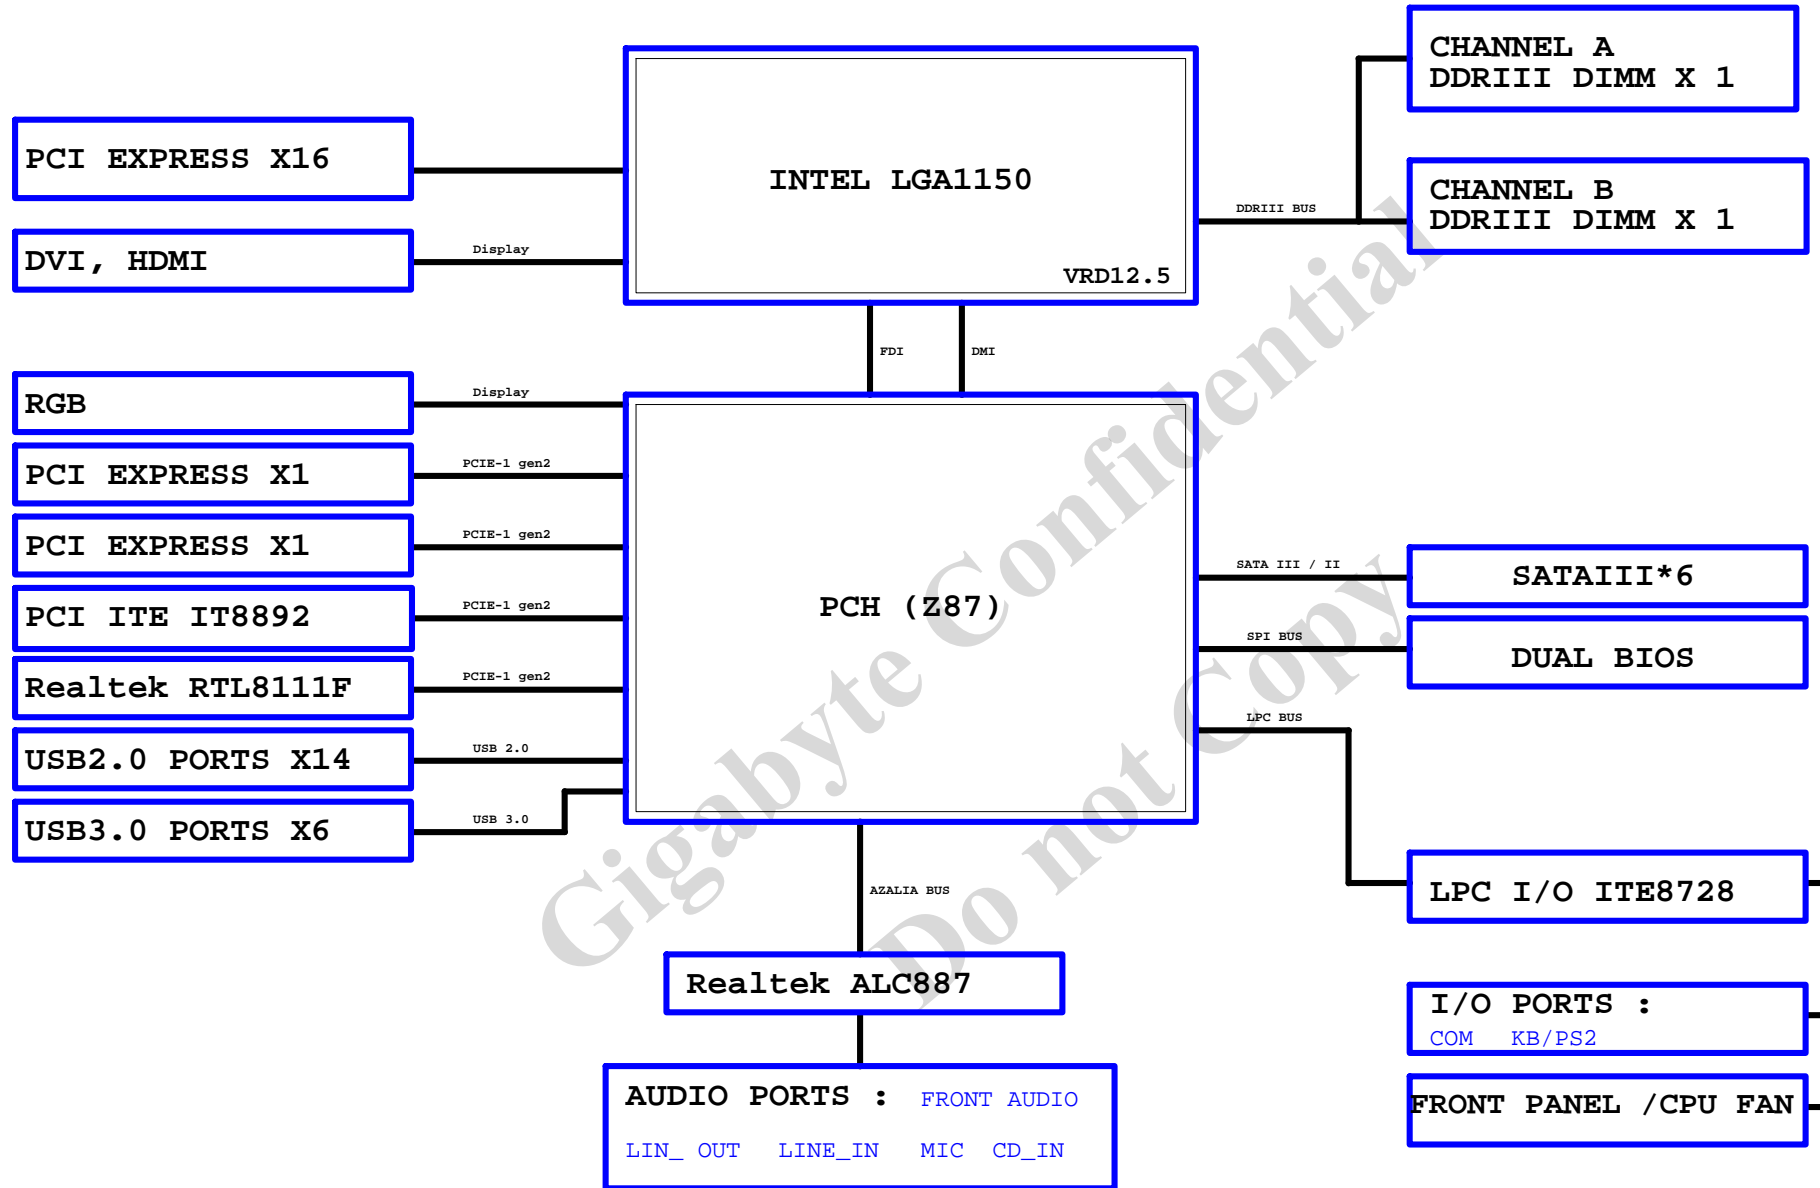 CHANNEL A
DDRIII DIMM X 1
PCI EXPRESS X16
INTEL LGA1150
CHANNEL B
DDRIII DIMM X 1
DDRIII BUS
DVI, HDMI
Display
VRD12.5
FDI
DMI
RGB
Display
PCI EXPRESS X1
PCIE-1 gen2
PCI EXPRESS X1
PCIE-1 gen2
SATA III / II
SATAIII*6
PCI ITE IT8892
PCIE-1 gen2
PCH (Z87)
SPI BUS
DUAL BIOS
Realtek RTL8111F
PCIE-1 gen2
LPC BUS
USB2.0 PORTS X14
USB 2.0
USB3.0 PORTS X6
USB 3.0
AZALIA BUS
LPC I/O ITE8728
Realtek ALC887
I/O PORTS :
COM KB/PS2
AUDIO PORTS : FRONT AUDIO
LIN_ OUT LINE_IN MIC CD_IN
FRONT PANEL /CPU FAN
Gigabyte Confidential
Do not Copy